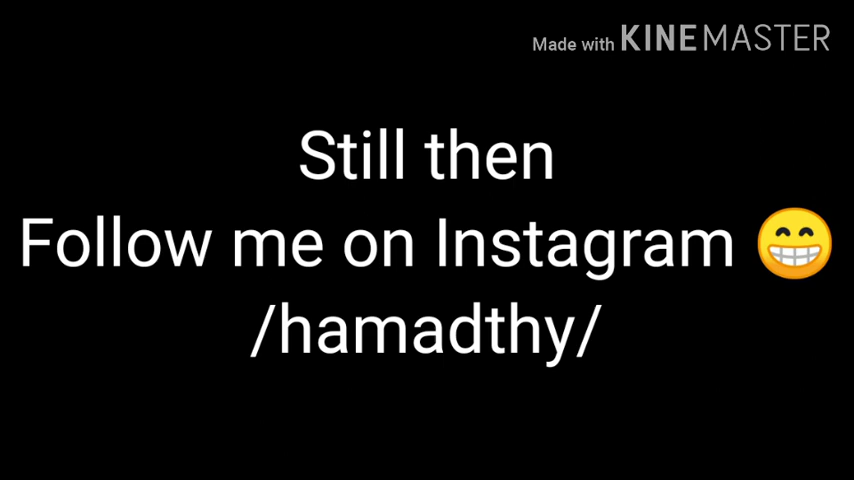 Made with KINEMASTER
Still then
Follow me on Instagram 😁
/hamadthy/